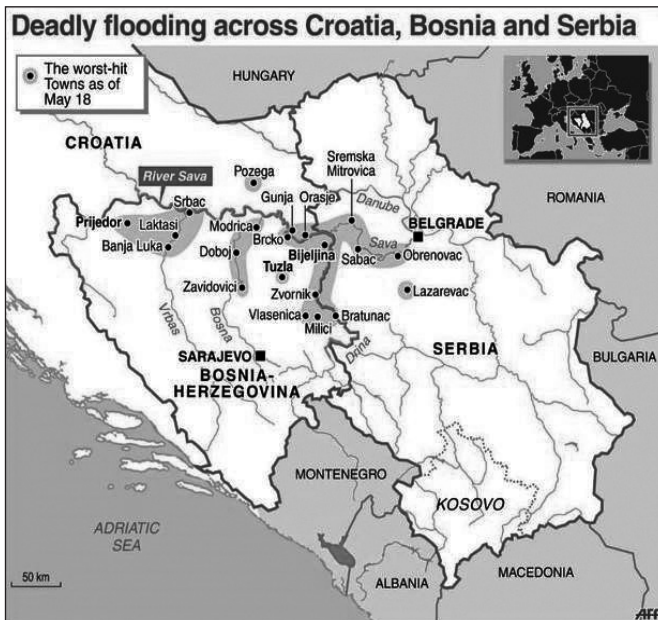 Deadly flooding across Croatia, Bosnia and Serbia
The worst-hit
Towns as of
May 18
HUNGARY
CROATIA
River Sava
Pozega
Sremska
Mitrovica
ROMANIA
Srbac
Gunja
Orasje
Danube
Prijedor
Laktasi
Modrica
Brcko
BELGRADE
Banja Luka
Doboj
Bijeljina
Sava
Sabac
Obrenovac
Tuzla
Zavidovici
Zvornik
Lazarevac
Vrbas
Bosna
Vlasenica
Milici
Bratunac
Drina
SARAJEVO
SERBIA
BOSNIA-
HERZEGOVINA
BULGARIA
MONTENEGRO
KOSOVO
ADRIATIC
SEA
50 km
ALBANIA
MACEDONIA
AFP